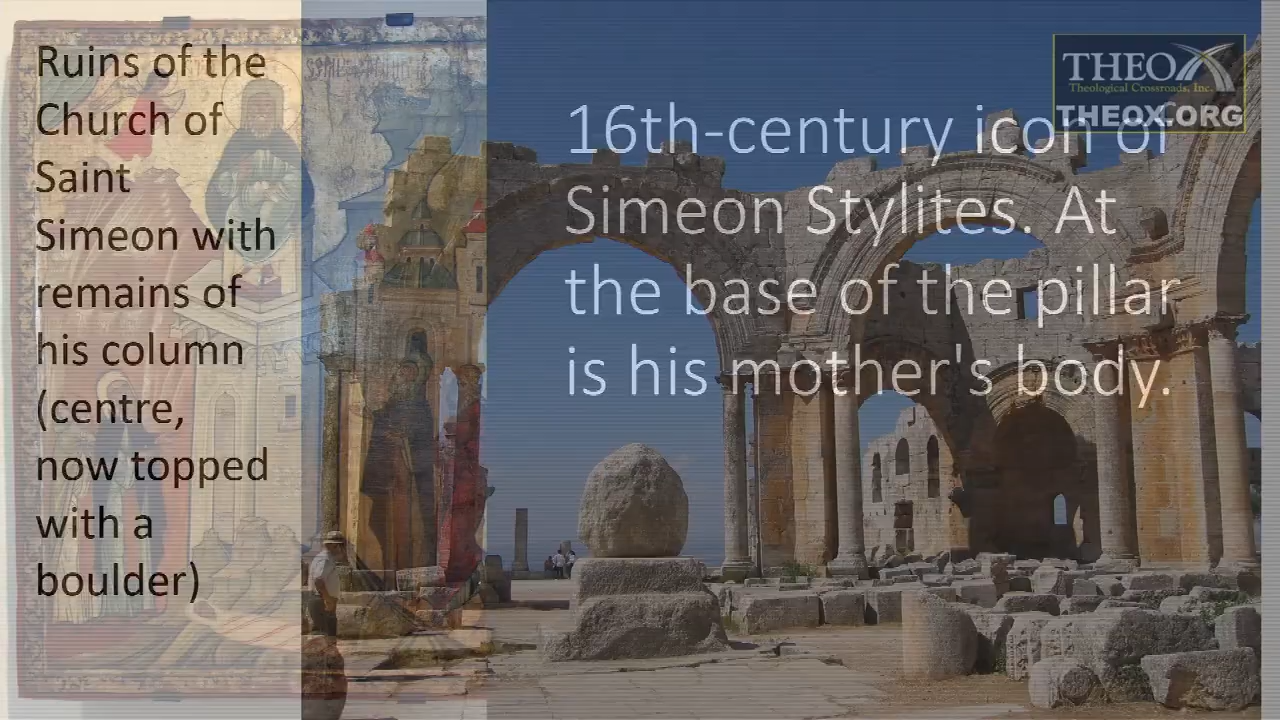 Ruins of the
Church of
Saint
Simeon with
remains of
his column
(centre,
now topped
with a
boulder)
16th-century icon of
Simeon Stylites. At
the base of the pillar
is his mother's body.
THEOX
Theological Crossroads, Inc.
THEOX.ORG